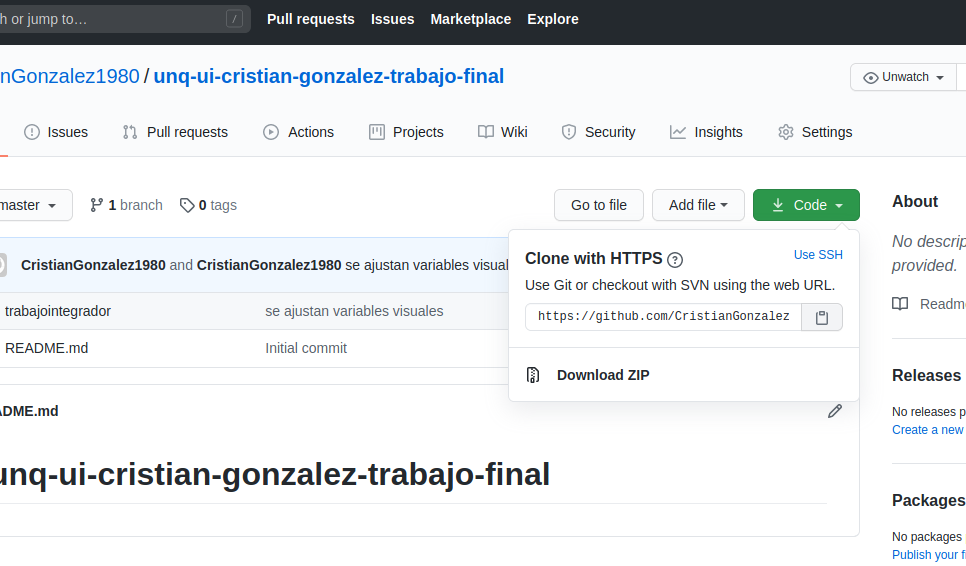 h or jump to…
/
Pull requests Issues Marketplace Explore
nGonzalez1980 / unq-ui-cristian-gonzalez-trabajo-final
Unwatch
Issues Pull requests Actions Projects Wiki Security Insights Settings
master
1 branch
0 tags
Go to file
Add file
Code
About
CristianGonzalez1980 and CristianGonzalez1980 se ajustan variables visual
trabajointegrador se ajustan variables visuales
README.md Initial commit
Clone with HTTPS ?
Use SSH
Use Git or checkout with SVN using the web URL.
https://github.com/CristianGonzalez
Download ZIP
No descrip
provided.
Readm
Releases
No releases p
Create a new
ADME.md
unq-ui-cristian-gonzalez-trabajo-final
Packages
No packages
Publish your fi